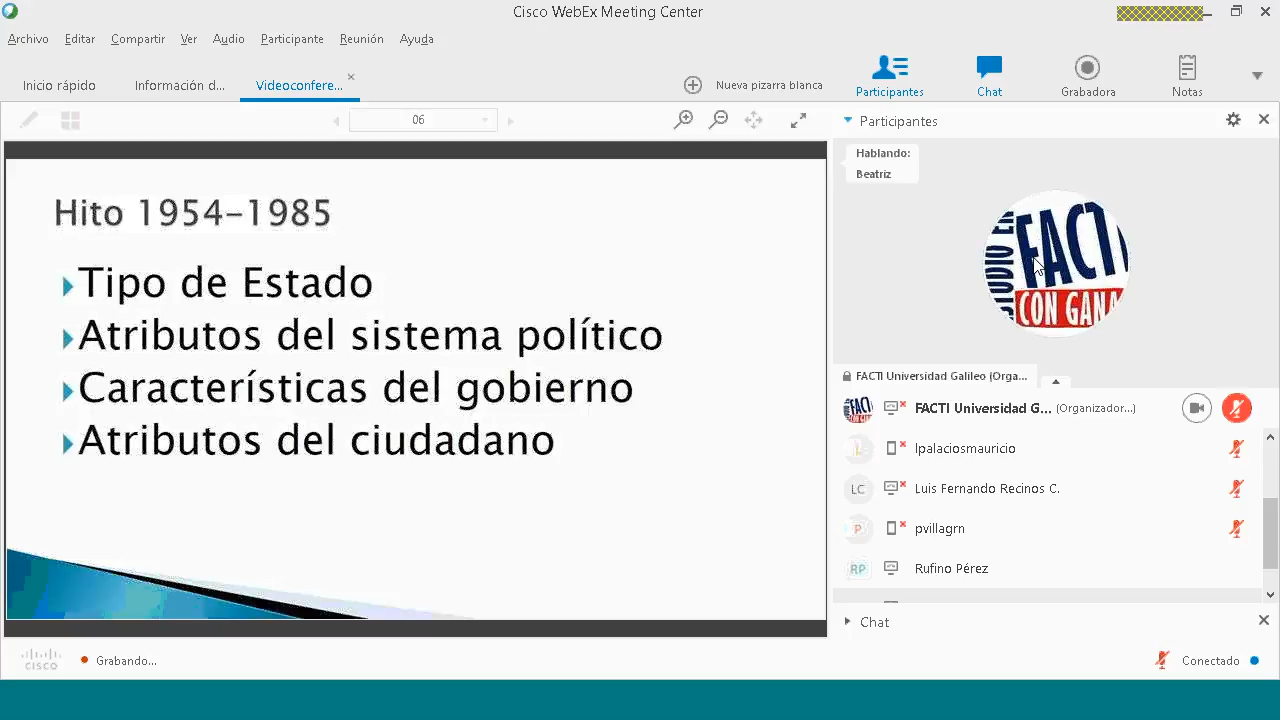 Cisco WebEx Meeting Center
Archivo Editar Compartir Ver Audio Participante Reunión Ayuda
Inicio rápido Información d... Videoconfere... Nueva pizarra blanca
Participantes Chat Grabadora Notas
06
Participantes
Hablando:
Beatriz
FACTI
CON GANA
Hito 1954-1985
Tipo de Estado
Atributos del sistema político
Características del gobierno
Atributos del ciudadano
FACTI Universidad Galileo (Orga...
FACTI Universidad G... (Organizador...)
lpalaciosmauricio
LC Luis Fernando Recinos C.
P pvillagrn
RP Rufino Pérez
Chat
CISCO Grabando...
Conectado